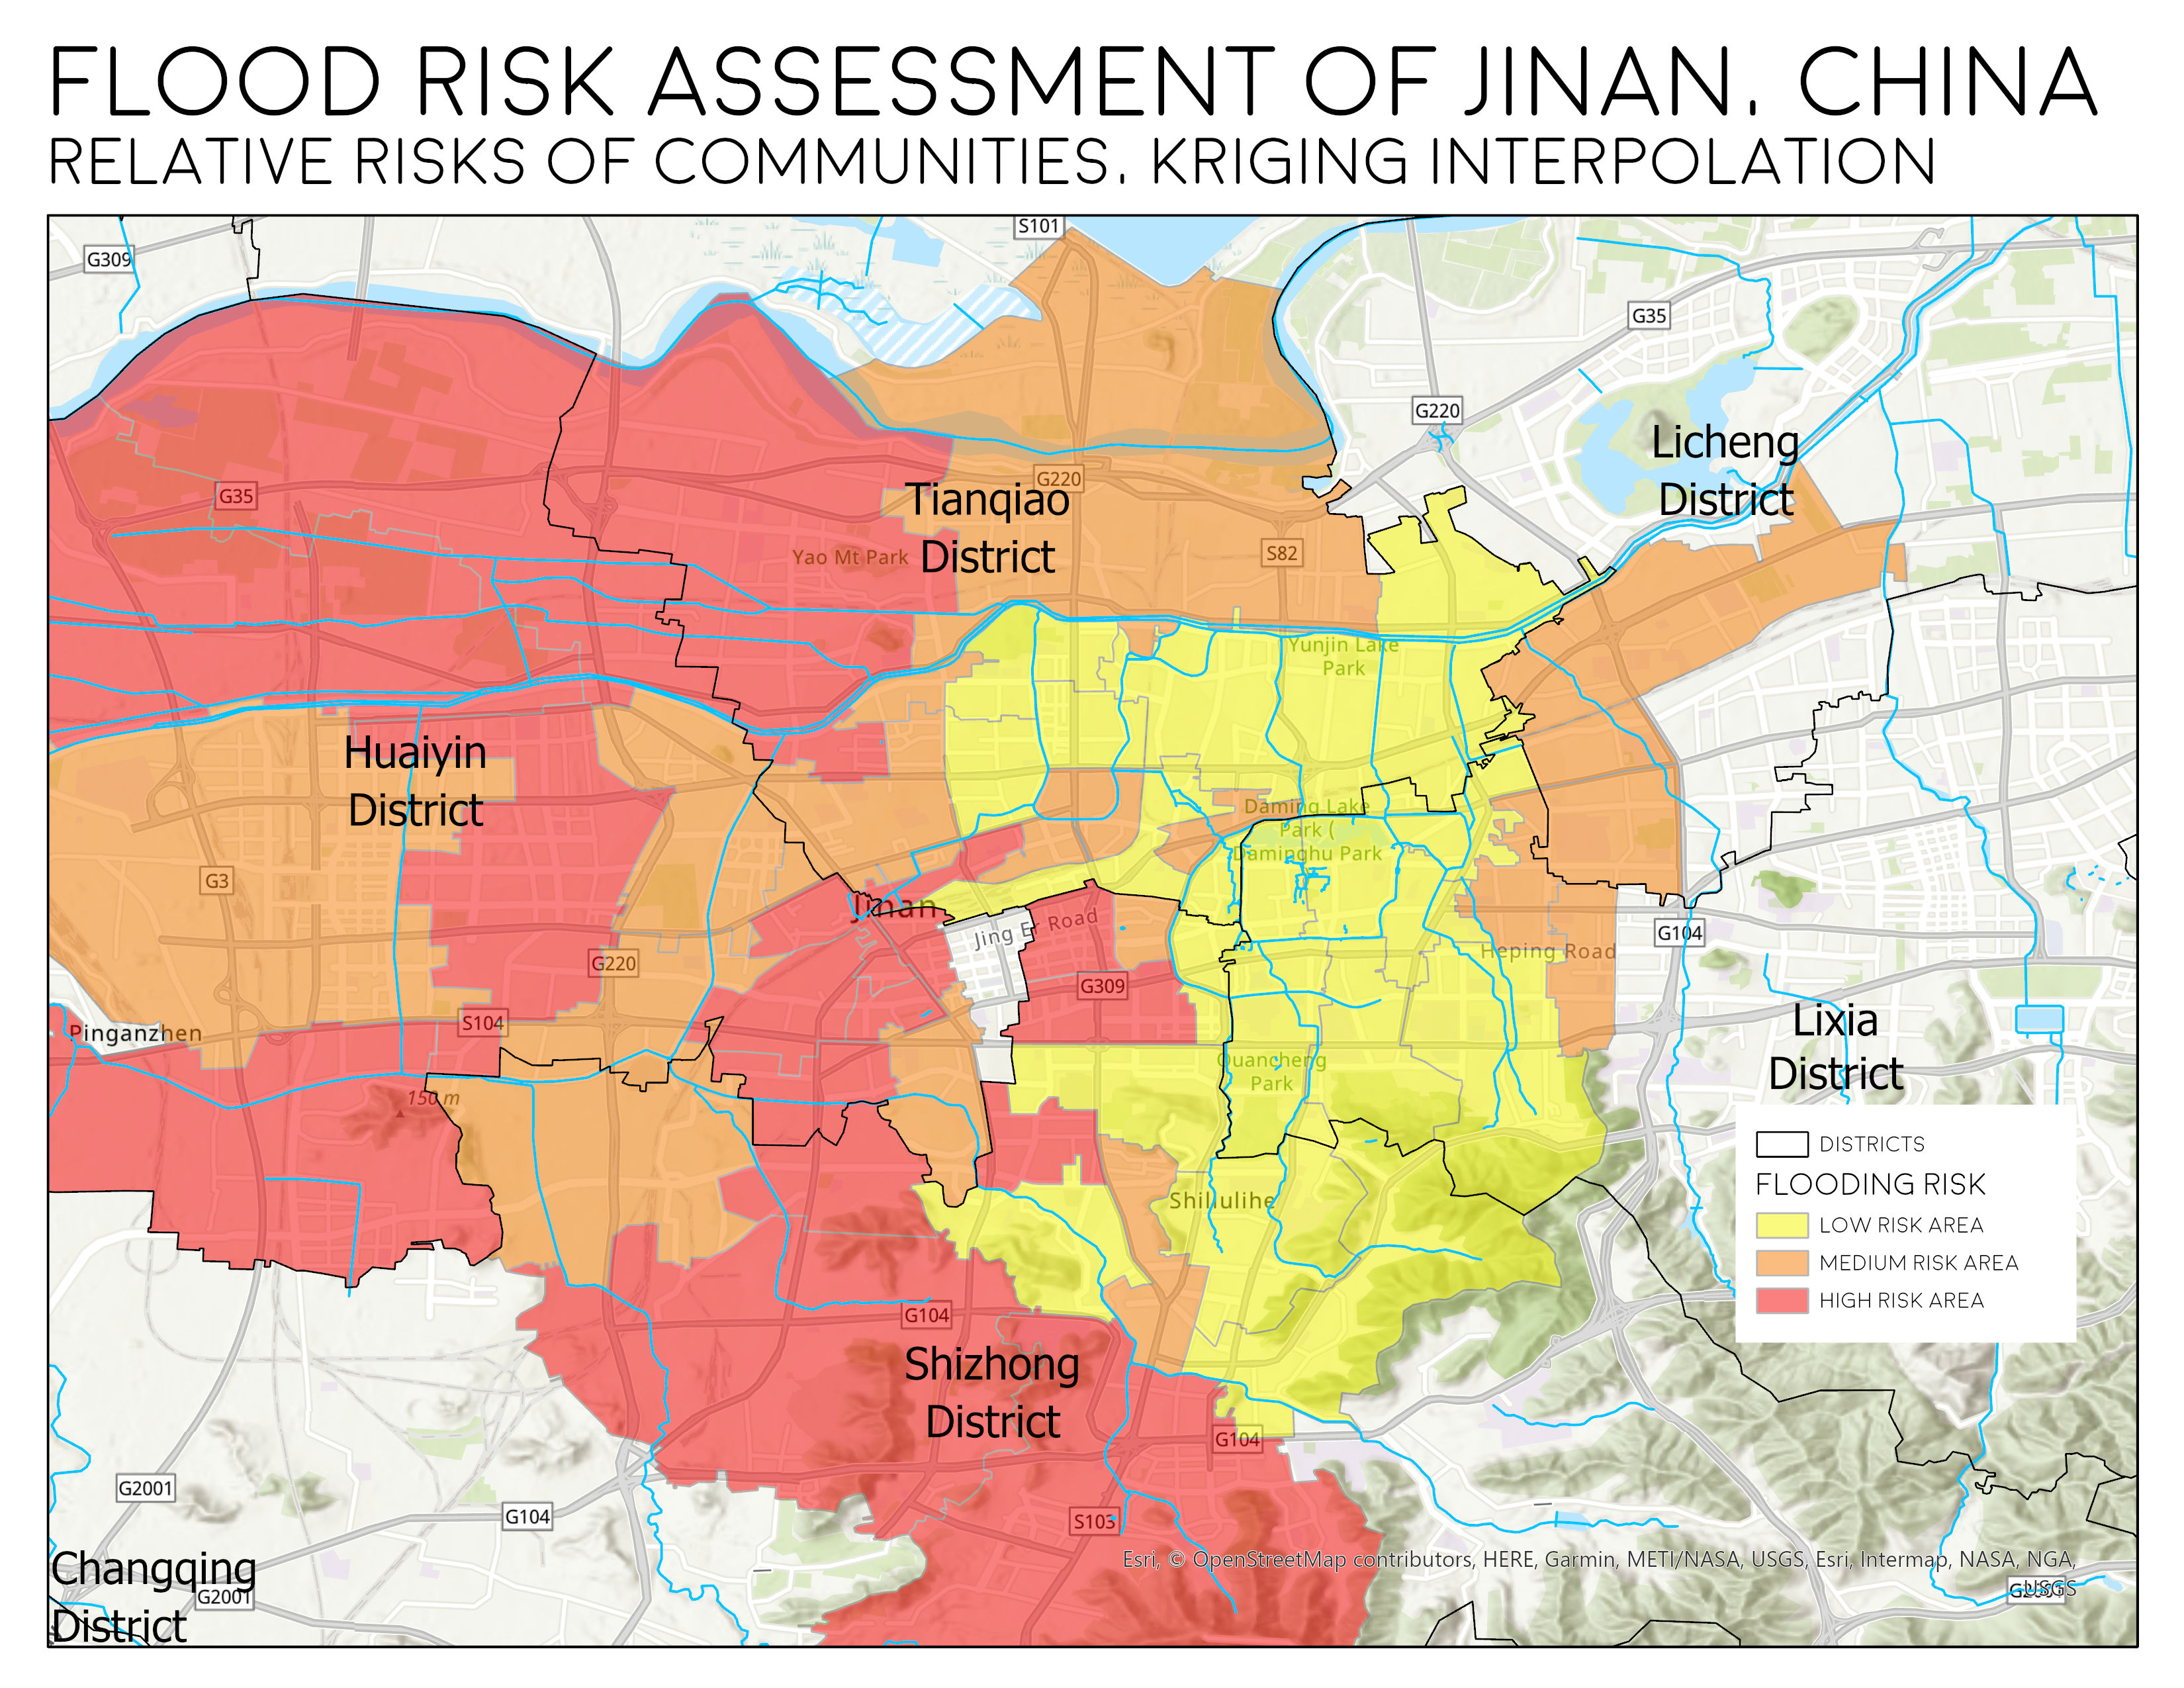 FLOOD RISK ASSESSMENT OF JINAN, CHINA
RELATIVE RISKS OF COMMUNITIES, KRIGING INTERPOLATION
S101
G309
G35
G220
Licheng
District
G35
G220
Tianqiao
District
Yao Mt Park
S82
Yunjin Lake
Park
Huaiyin
District
Daming Lake
Park (
Daminghu Park
G3
Jinan
Jing Er Road
G104
Heping Road
G220
G309
S104
Pinganzhen
Lixia
District
Quancheng
Park
150 m
DISTRICTS
FLOODING RISK
LOW RISK AREA
MEDIUM RISK AREA
HIGH RISK AREA
Shiliulihe
G104
Shizhong
District
G104
G2001
G104
S103
Changqing
District
G2001
Esri, © OpenStreetMap contributors, HERE, Garmin, METI/NASA, USGS, Esri, Intermap, NASA, NGA,
USGS